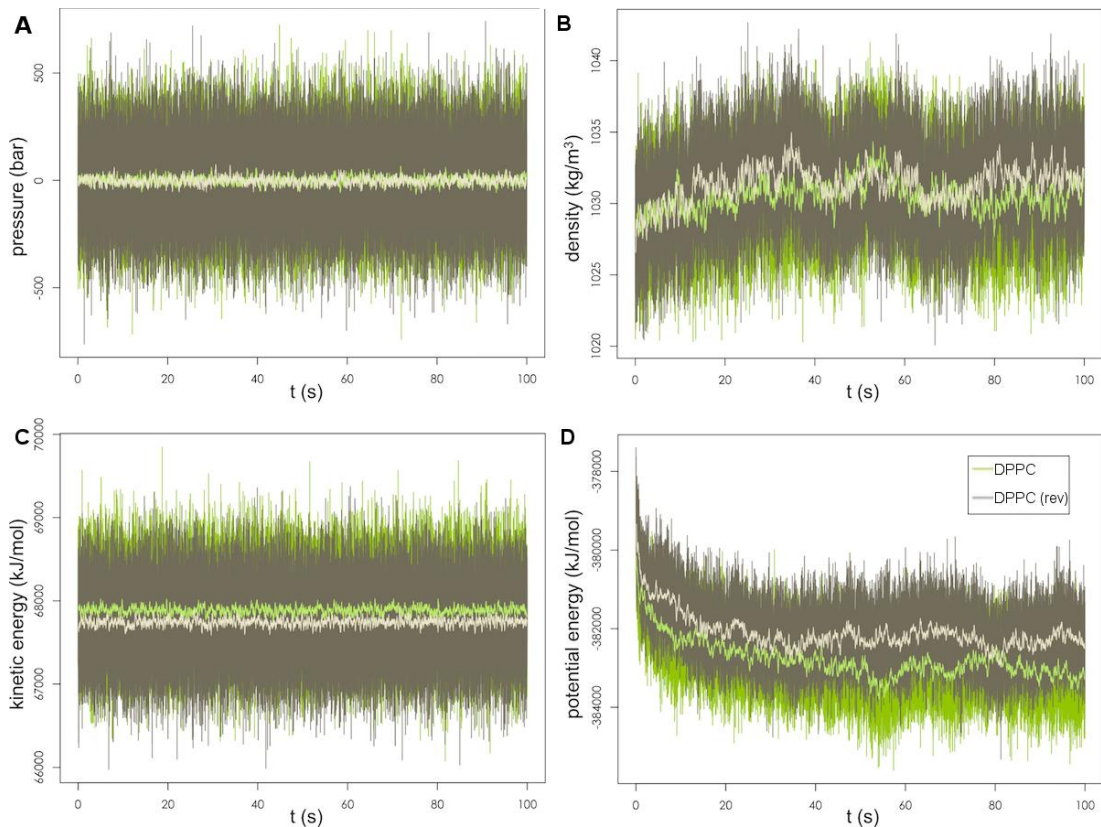 A
pressure (bar)
500
0
-500
0 20 40 60 80 100
t (s)
B
density (kg/m³)
1040
1035
1030
1025
1020
0 20 40 60 80 100
t (s)
C
kinetic energy (kJ/mol)
70000
69000
68000
67000
66000
0 20 40 60 80 100
t (s)
D
potential energy (kJ/mol)
-378000
-380000
-382000
-384000
DPPC
DPPC (rev)
0 20 40 60 80 100
t (s)